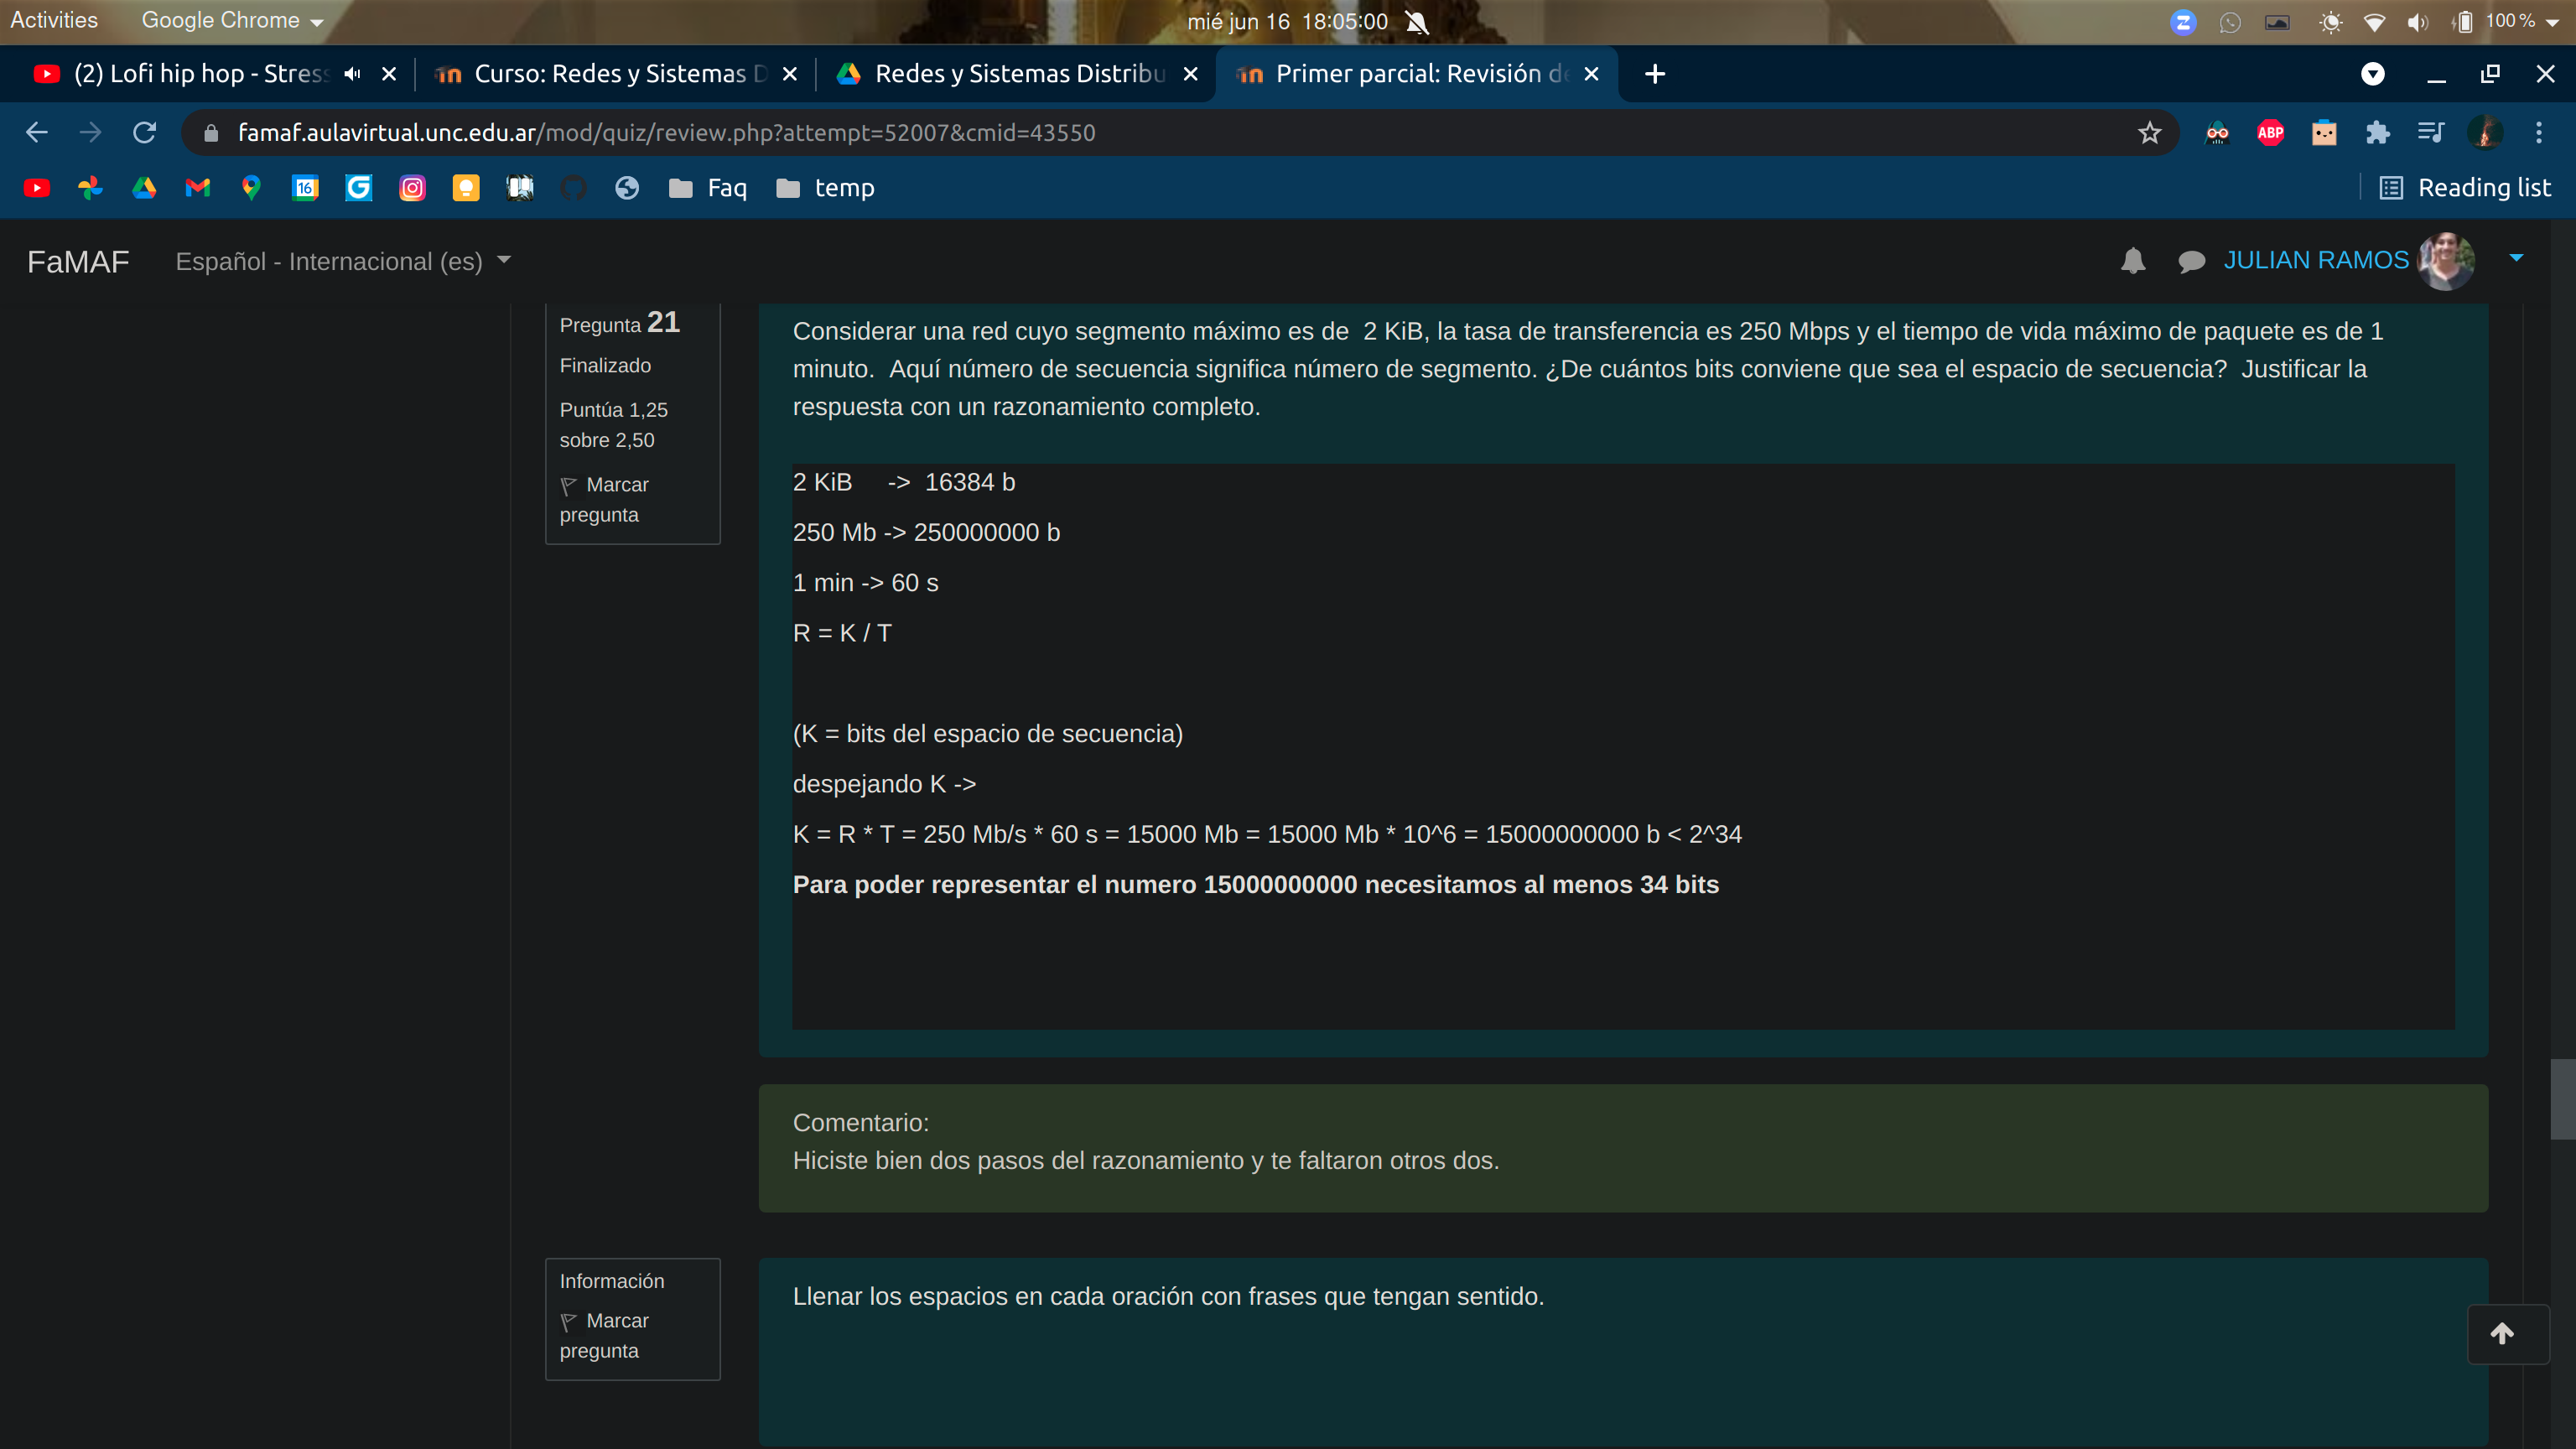 Activities Google Chrome mié jun 16 18:05:00 100 %
(2) Lofi hip hop - Stress Curso: Redes y Sistemas D Redes y Sistemas Distribu Primer parcial: Revisión de
famaf.aulavirtual.unc.edu.ar/mod/quiz/review.php?attempt=52007&cmid=43550 ABP
16 Faq temp Reading list
FaMAF Español - Internacional (es) JULIAN RAMOS
Pregunta 21
Finalizado
Puntúa 1,25
sobre 2,50
Marcar
pregunta
Considerar una red cuyo segmento máximo es de  2 KiB, la tasa de transferencia es 250 Mbps y el tiempo de vida máximo de paquete es de 1
minuto.  Aquí número de secuencia significa número de segmento. ¿De cuántos bits conviene que sea el espacio de secuencia?  Justificar la
respuesta con un razonamiento completo.
2 KiB     ->  16384 b
250 Mb -> 250000000 b
1 min -> 60 s
R = K / T
(K = bits del espacio de secuencia)
despejando K ->
K = R * T = 250 Mb/s * 60 s = 15000 Mb = 15000 Mb * 10^6 = 15000000000 b < 2^34
Para poder representar el numero 15000000000 necesitamos al menos 34 bits
Comentario:
Hiciste bien dos pasos del razonamiento y te faltaron otros dos.
Información
Marcar
pregunta
Llenar los espacios en cada oración con frases que tengan sentido.